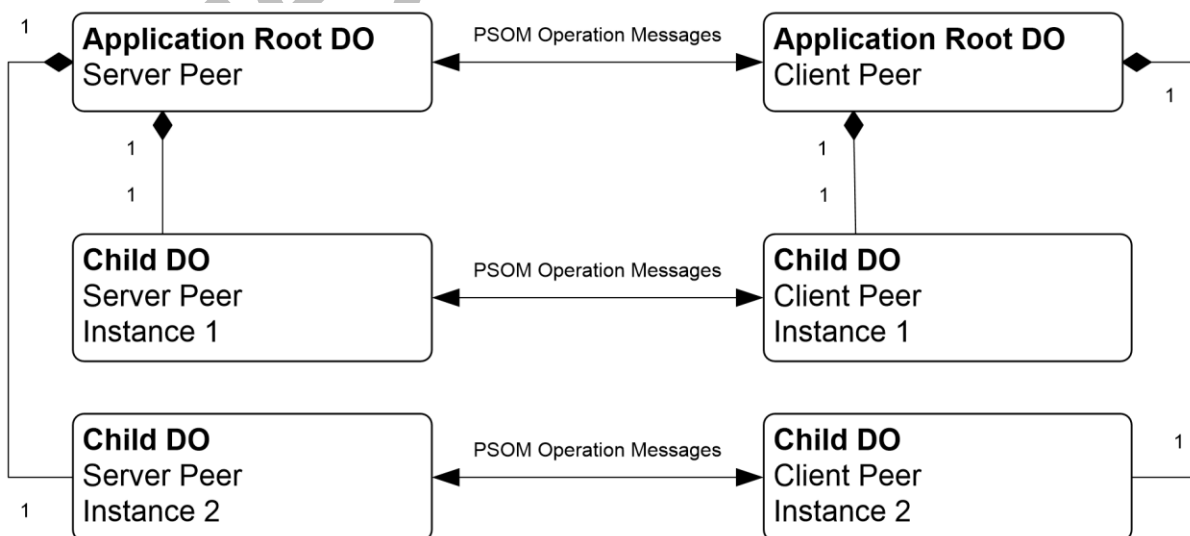 1
Application Root DO
Server Peer
PSOM Operation Messages
Application Root DO
Client Peer
1
1
1
1
1
Child DO
Server Peer
Instance 1
PSOM Operation Messages
Child DO
Client Peer
Instance 1
Child DO
Server Peer
Instance 2
PSOM Operation Messages
Child DO
Client Peer
Instance 2
1
1